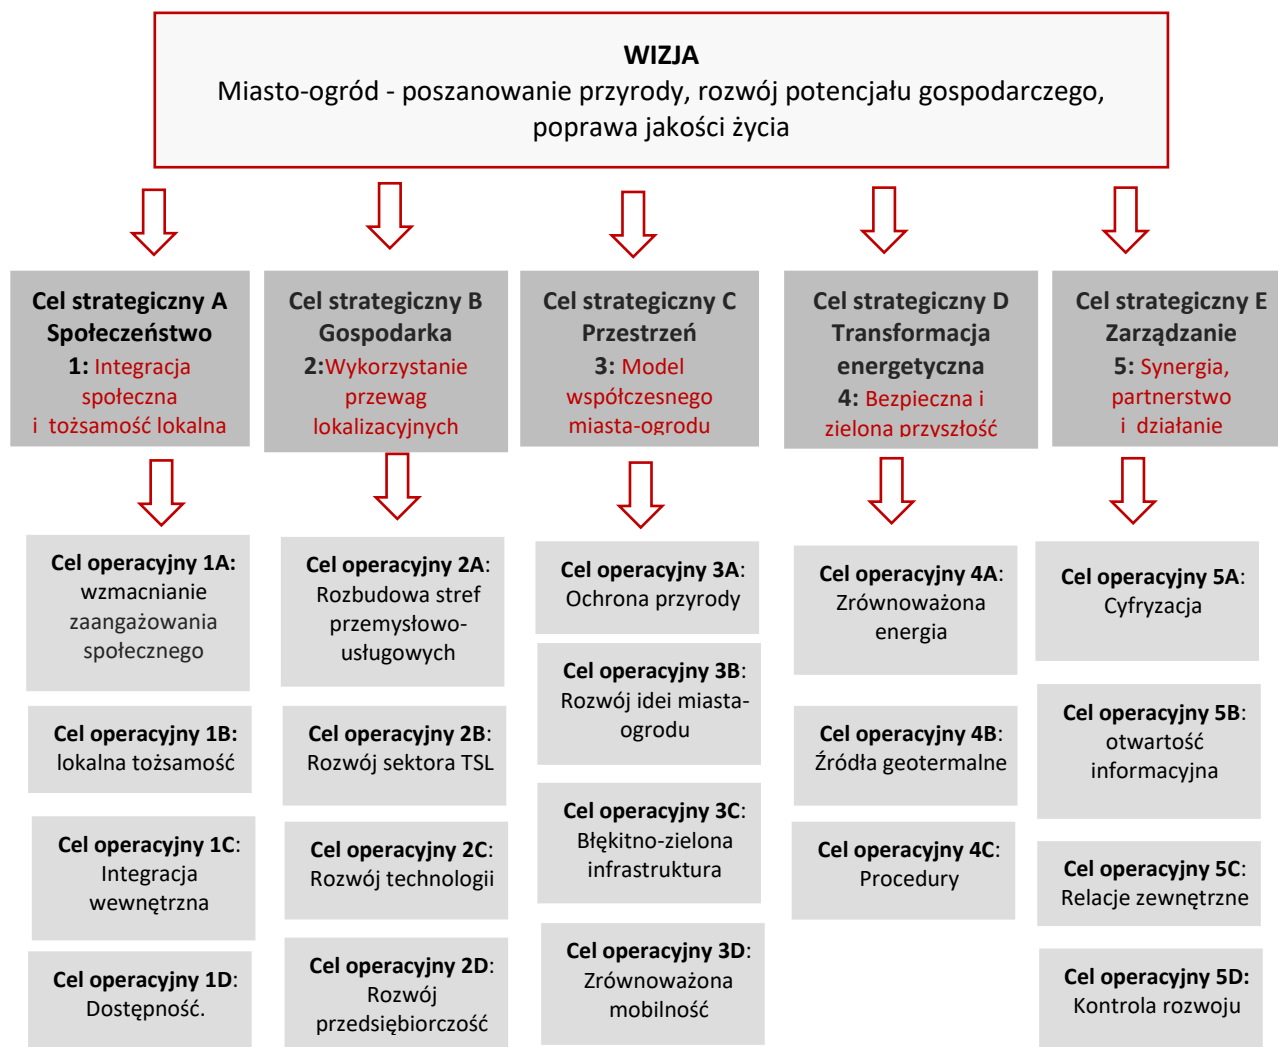 WIZJA
Miasto-ogród - poszanowanie przyrody, rozwój potencjału gospodarczego,
poprawa jakości życia
Cel strategiczny A
Społeczeństwo
1: Integracja
społeczna
i tożsamość lokalna
Cel strategiczny B
Gospodarka
2:Wykorzystanie
przewag
lokalizacyjnych
Cel strategiczny C
Przestrzeń
3: Model
współczesnego
miasta-ogrodu
Cel strategiczny D
Transformacja
energetyczna
4: Bezpieczna i
zielona przyszłość
Cel strategiczny E
Zarządzanie
5: Synergia,
partnerstwo
i działanie
Cel operacyjny 1A:
wzmacnianie
zaangażowania
społecznego
Cel operacyjny 1B:
lokalna tożsamość
Cel operacyjny 1C:
Integracja
wewnętrzna
Cel operacyjny 1D:
Dostępność.
Cel operacyjny 2A:
Rozbudowa stref
przemysłowo-
usługowych
Cel operacyjny 2B:
Rozwój sektora TSL
Cel operacyjny 2C:
Rozwój technologii
Cel operacyjny 2D:
Rozwój
przedsiębiorczość
Cel operacyjny 3A:
Ochrona przyrody
Cel operacyjny 3B:
Rozwój idei miasta-
ogrodu
Cel operacyjny 3C:
Błękitno-zielona
infrastruktura
Cel operacyjny 3D:
Zrównoważona
mobilność
Cel operacyjny 4A:
Zrównoważona
energia
Cel operacyjny 4B:
Źródła geotermalne
Cel operacyjny 4C:
Procedury
Cel operacyjny 5A:
Cyfryzacja
Cel operacyjny 5B:
otwartość
informacyjna
Cel operacyjny 5C:
Relacje zewnętrzne
Cel operacyjny 5D:
Kontrola rozwoju